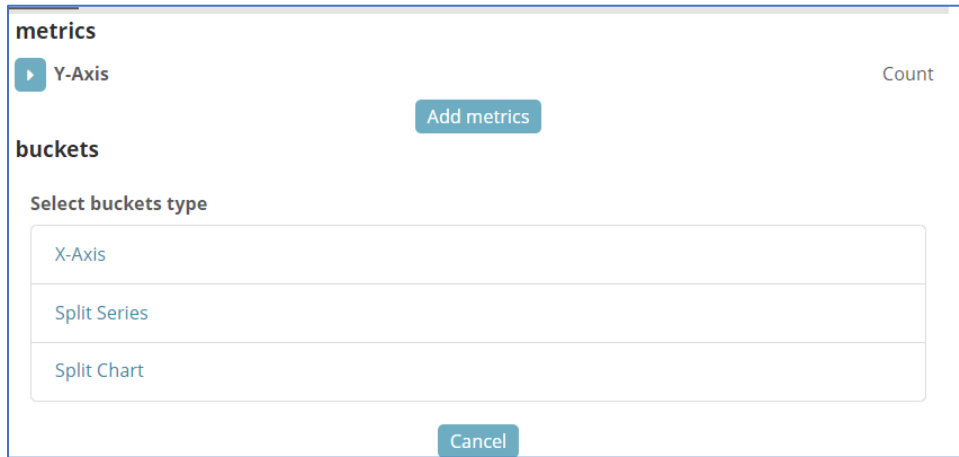 metrics
Y-Axis Count
Add metrics
buckets
Select buckets type
X-Axis
Split Series
Split Chart
Cancel